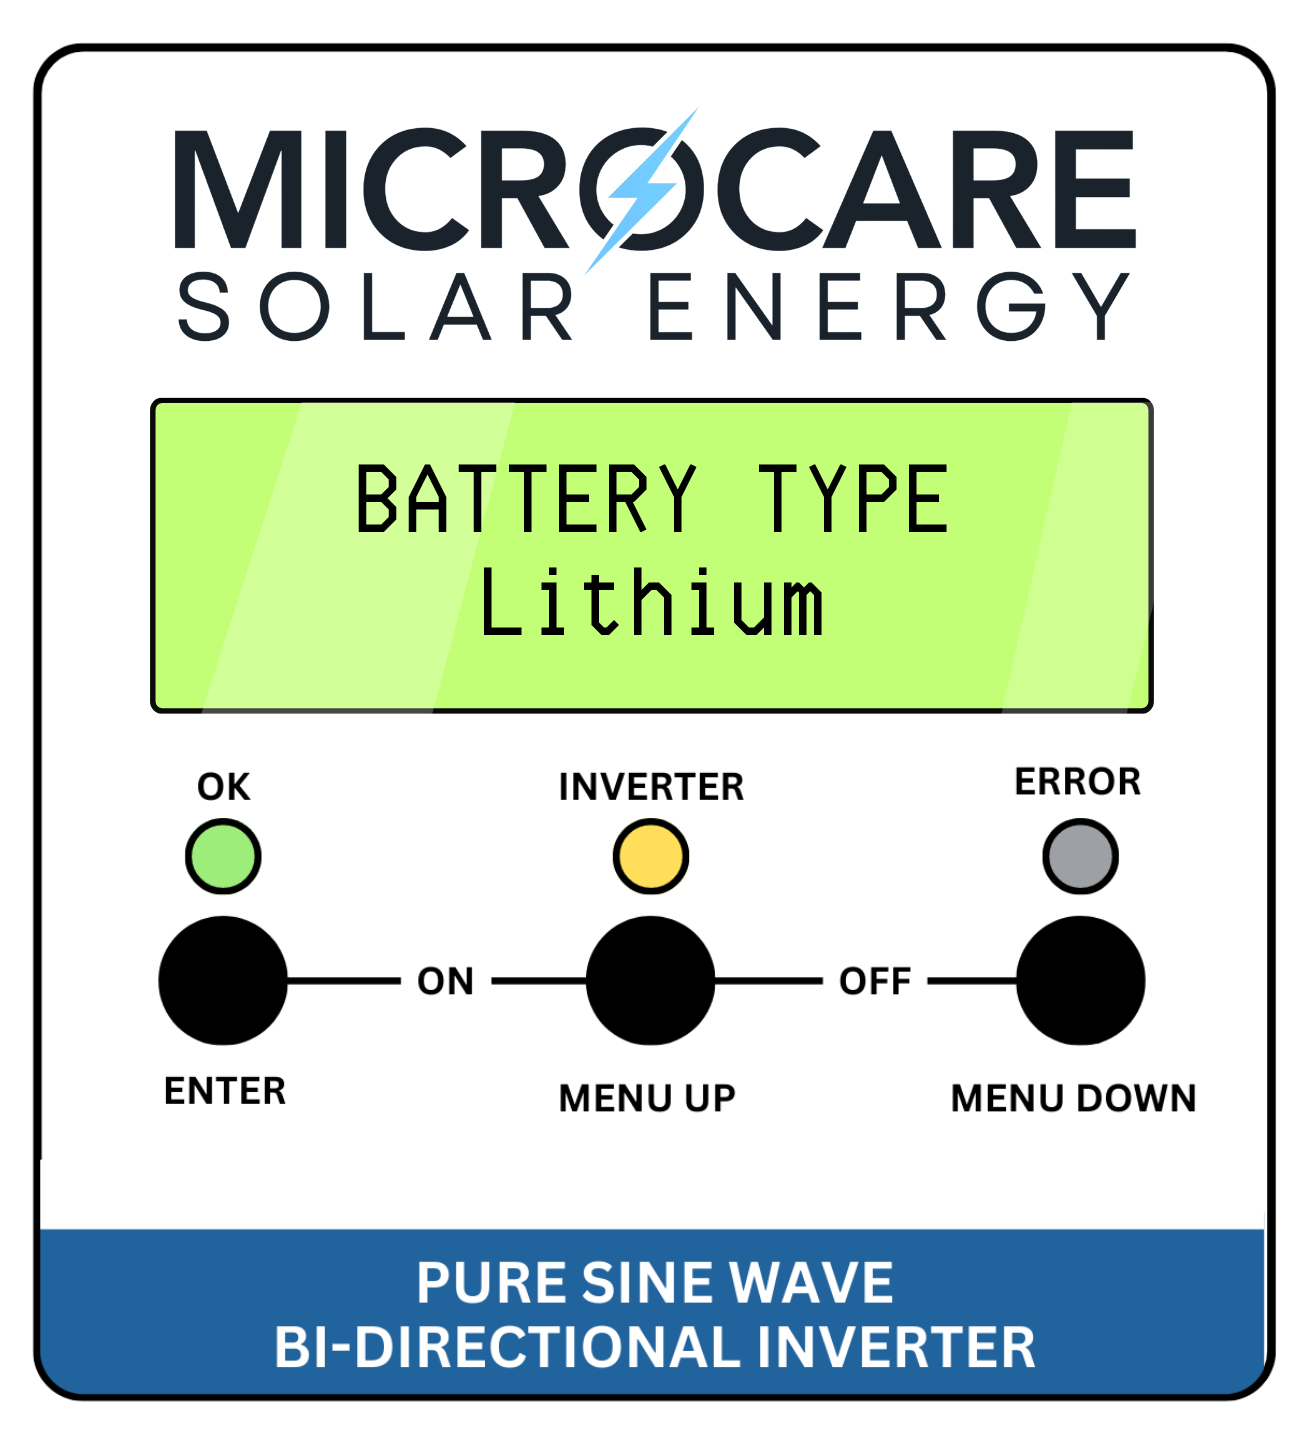 MICROCARE
SOLAR ENERGY
BATTERY TYPE
Lithium
OK INVERTER ERROR
ON OFF
ENTER MENU UP MENU DOWN
PURE SINE WAVE
BI-DIRECTIONAL INVERTER